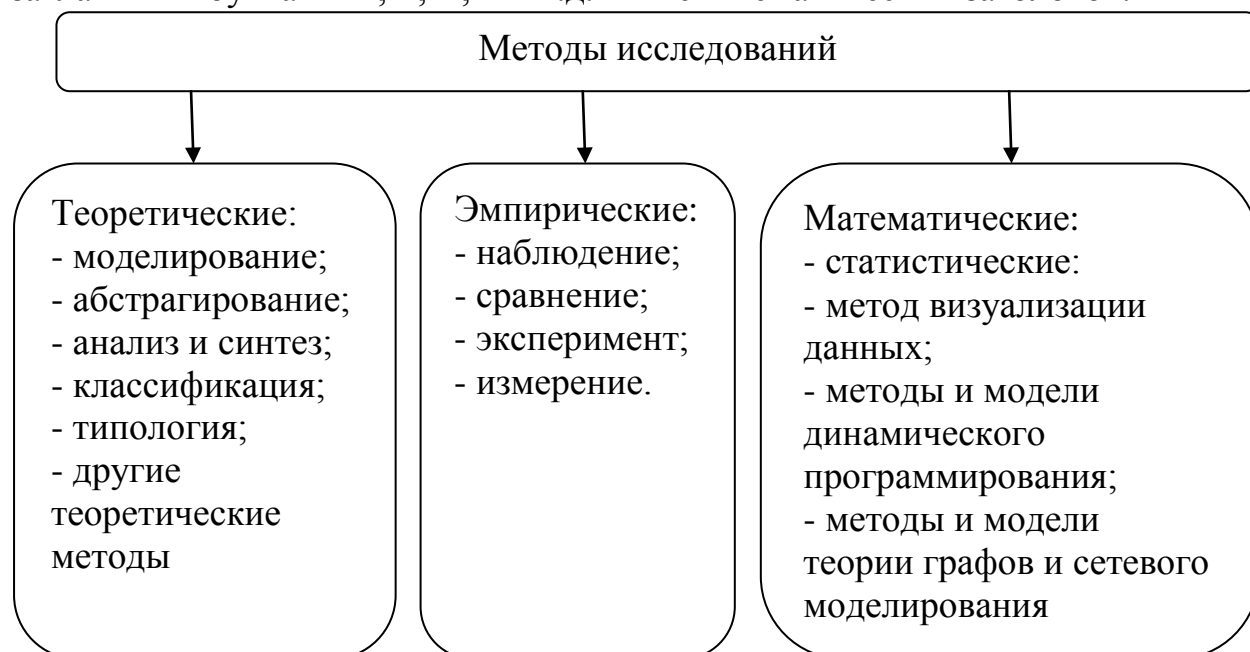 Методы исследований
Теоретические:
- моделирование;
- абстрагирование;
- анализ и синтез;
- классификация;
- типология;
- другие
теоретические
методы
Эмпирические:
- наблюдение;
- сравнение;
- эксперимент;
- измерение.
Математические:
- статистические:
- метод визуализации
данных;
- методы и модели
динамического
программирования;
- методы и модели
теории графов и сетевого
моделирования